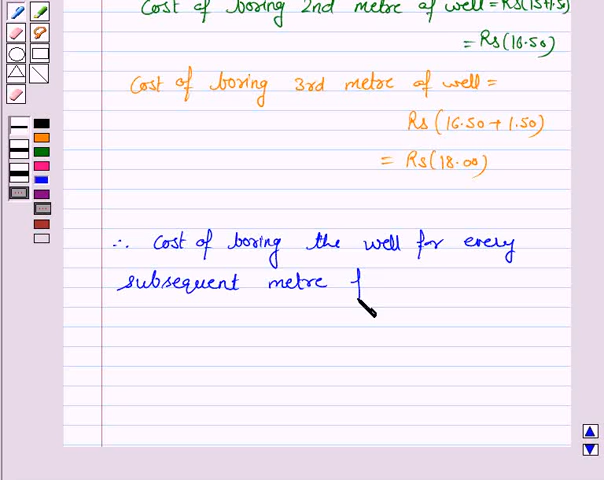 Cost of boring 2nd metre of well = Rs(15+1.5)
= Rs(16.50)
Cost of boring 3rd metre of well =
Rs(16.50+1.50)
= Rs(18.00)
∴ Cost of boring the well for every
subsequent metre f